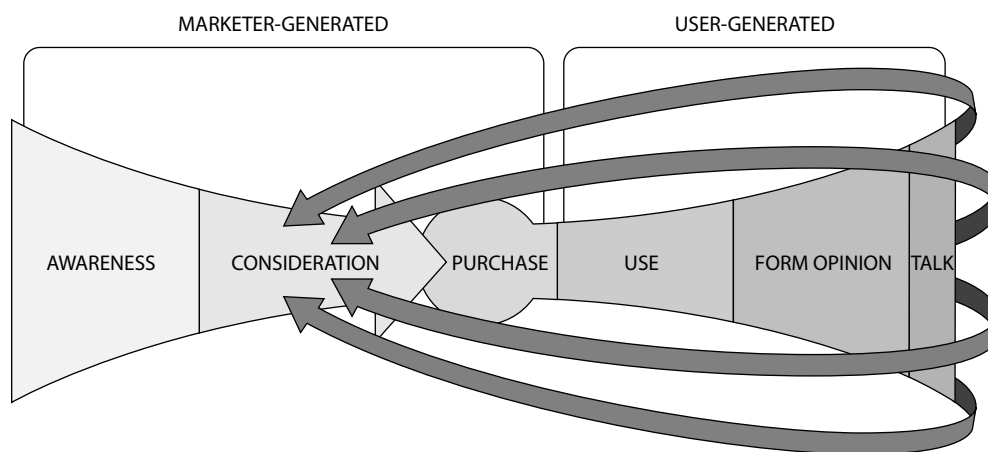 MARKETER-GENERATED
USER-GENERATED
AWARENESS
CONSIDERATION
PURCHASE
USE
FORM OPINION
TALK